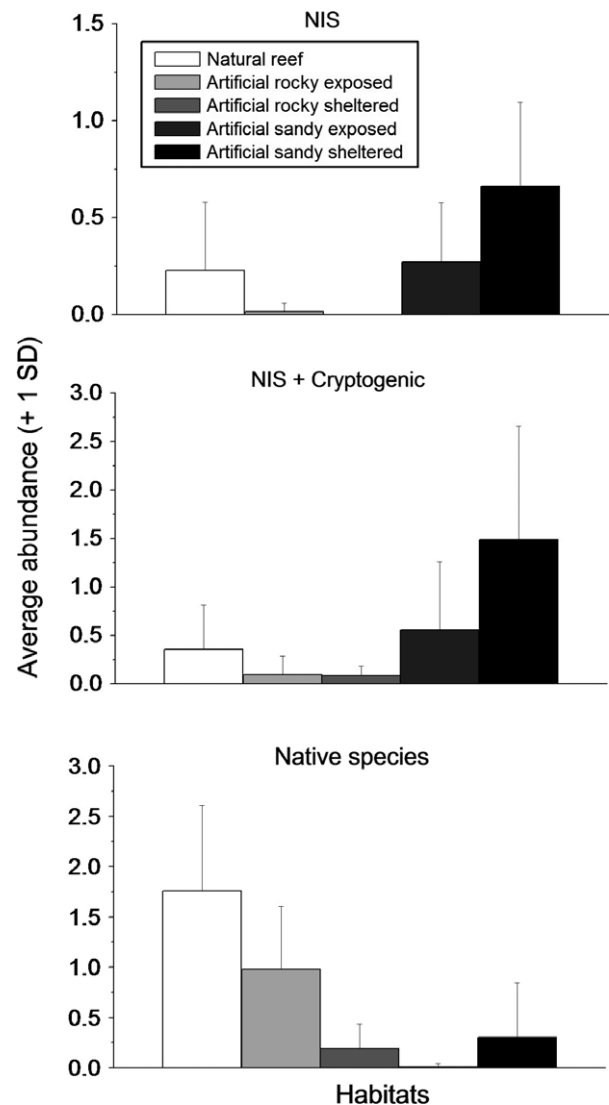 NIS
1.5
1.0
0.5
0.0
Natural reef
Artificial rocky exposed
Artificial rocky sheltered
Artificial sandy exposed
Artificial sandy sheltered
Average abundance (+ 1 SD)
NIS + Cryptogenic
3.0
2.5
2.0
1.5
1.0
0.5
0.0
Native species
3.0
2.5
2.0
1.5
1.0
0.5
0.0
Habitats